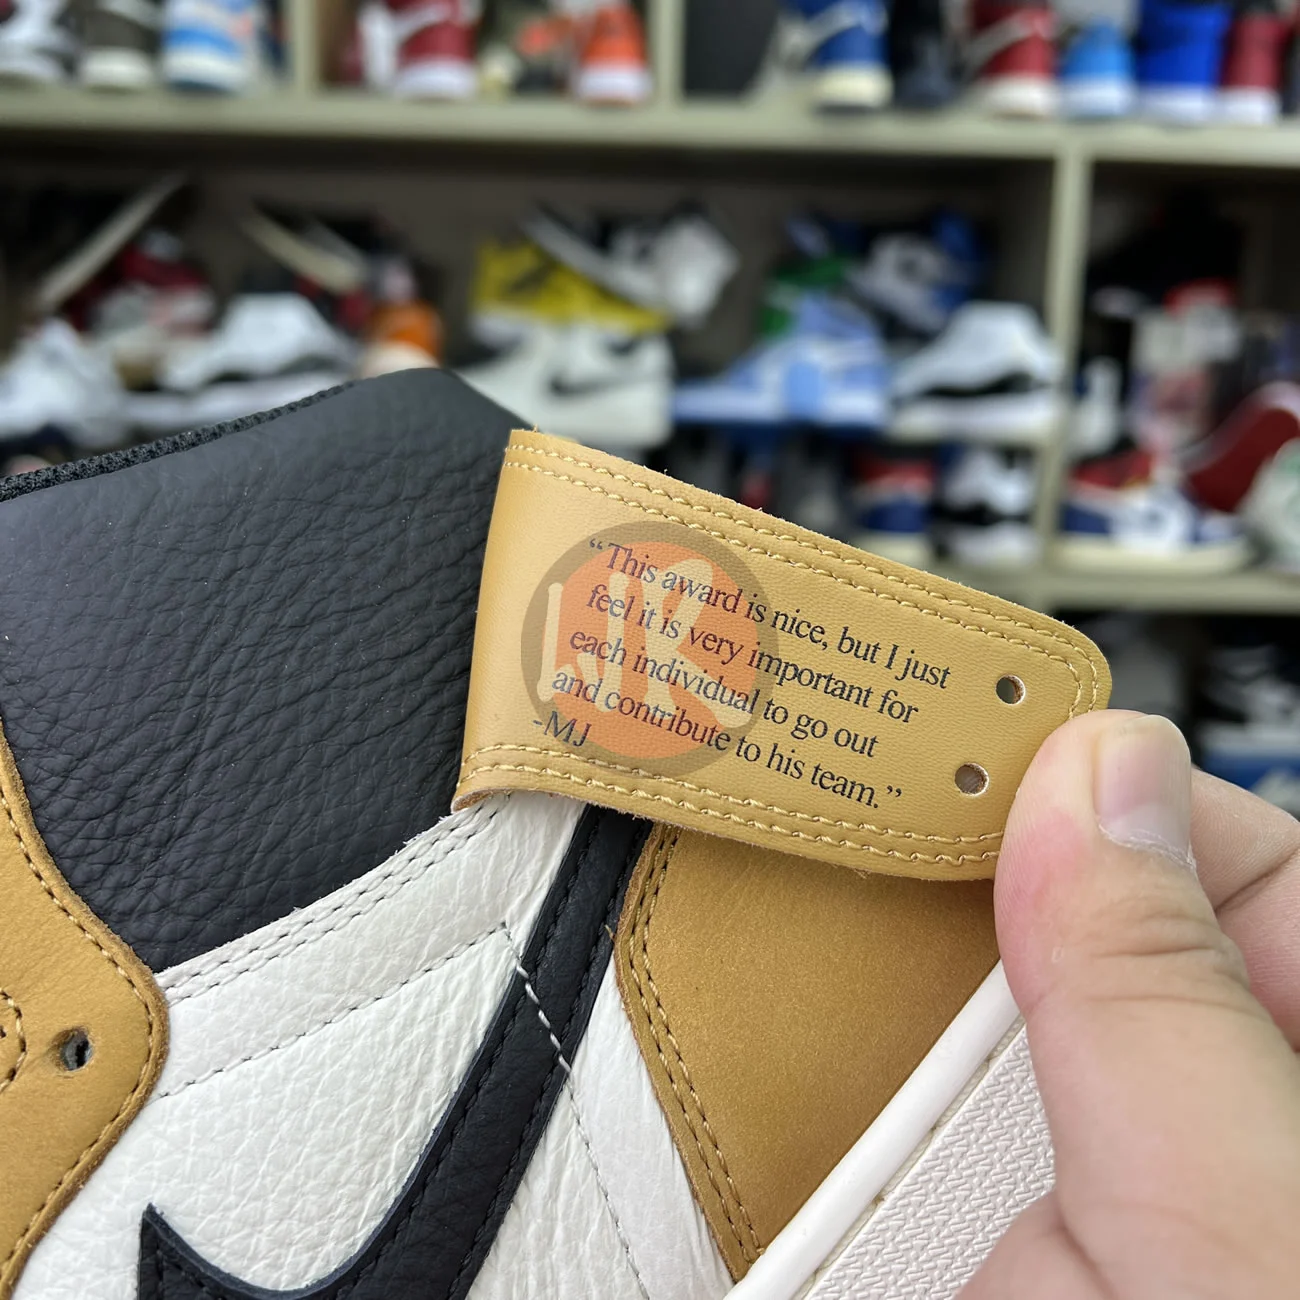 “This award is nice, but I just
feel it is very important for
each individual to go out
and contribute to his team.”
-MJ